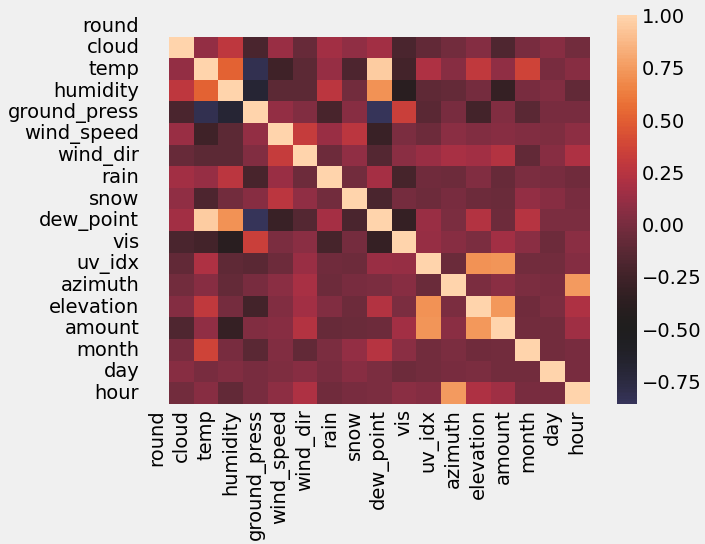 round
cloud
temp
humidity
ground_press
wind_speed
wind_dir
rain
snow
dew_point
vis
uv_idx
azimuth
elevation
amount
month
day
hour
round
cloud
temp
humidity
ground_press
wind_speed
wind_dir
rain
snow
dew_point
vis
uv_idx
azimuth
elevation
amount
month
day
hour
1.00
0.75
0.50
0.25
0.00
−0.25
−0.50
−0.75